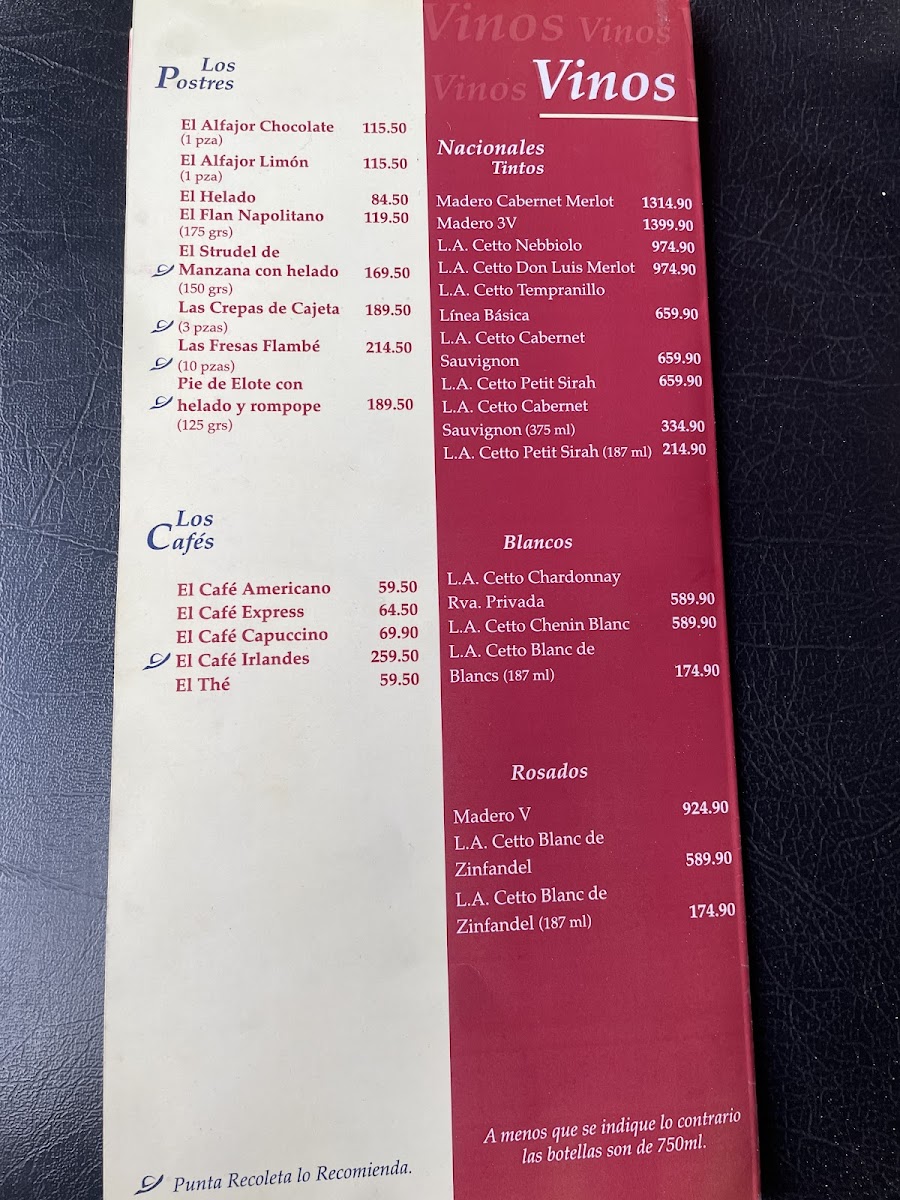 Los
Postres
El Alfajor Chocolate 115.50
(1 pza)
El Alfajor Limón 115.50
(1 pza)
El Helado 84.50
El Flan Napolitano 119.50
(175 grs)
El Strudel de
Manzana con helado 169.50
(150 grs)
Las Crepas de Cajeta 189.50
(3 pzas)
Las Fresas Flambé 214.50
(10 pzas)
Pie de Elote con
helado y rompope 189.50
(125 grs)
Los
Cafés
El Café Americano 59.50
El Café Express 64.50
El Café Capuccino 69.90
El Café Irlandes 259.50
El Thé 59.50
Punta Recoleta lo Recomienda.
Vinos Vinos
Vinos Vinos
Nacionales
Tintos
Madero Cabernet Merlot 1314.90
Madero 3V 1399.90
L.A. Cetto Nebbiolo 974.90
L.A. Cetto Don Luis Merlot 974.90
L.A. Cetto Tempranillo
Línea Básica 659.90
L.A. Cetto Cabernet
Sauvignon 659.90
L.A. Cetto Petit Sirah 659.90
L.A. Cetto Cabernet
Sauvignon (375 ml) 334.90
L.A. Cetto Petit Sirah (187 ml) 214.90
Blancos
L.A. Cetto Chardonnay
Rva. Privada 589.90
L.A. Cetto Chenin Blanc 589.90
L.A. Cetto Blanc de
Blancs (187 ml) 174.90
Rosados
Madero V 924.90
L.A. Cetto Blanc de
Zinfandel 589.90
L.A. Cetto Blanc de
Zinfandel (187 ml) 174.90
A menos que se indique lo contrario
las botellas son de 750ml.